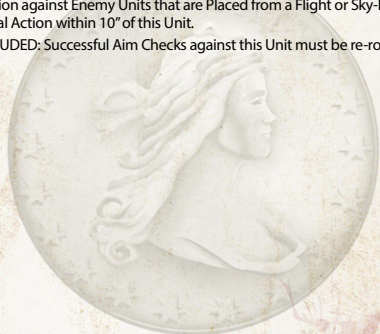 ion against Enemy Units that are Placed from a Flight or Sky-
al Action within 10" of this Unit.
UDED: Successful Aim Checks against this Unit must be re-ro